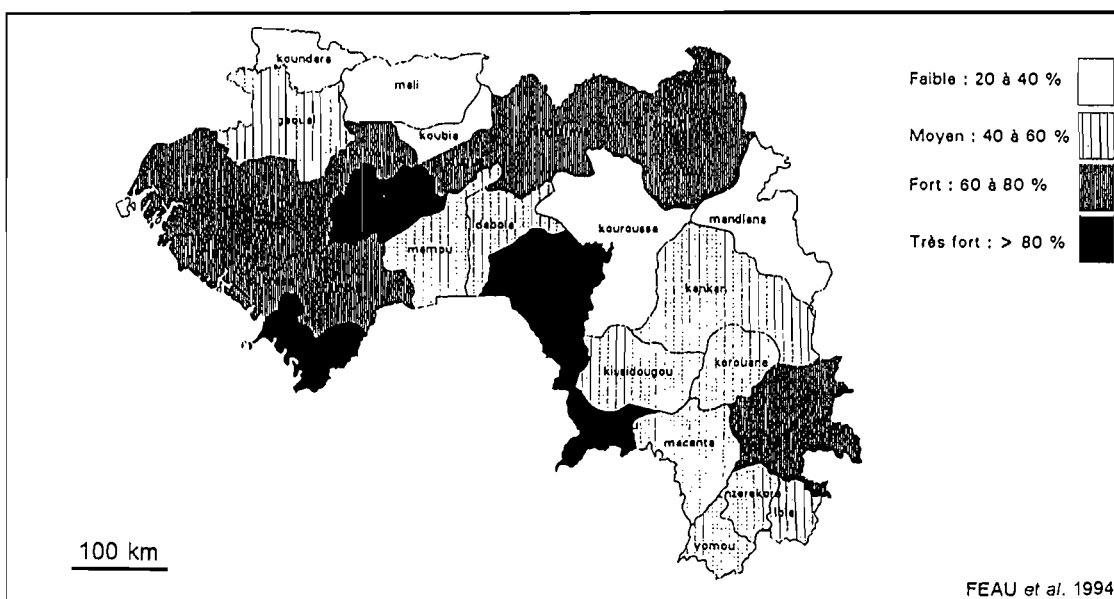 koundara
mali
gaoual
koubia
Faible : 20 à 40 %
Moyen : 40 à 60 %
Fort : 60 à 80 %
Très fort : > 80 %
kouroussa
mandiana
dabola
mamou
kankan
kissidougou
kerouane
macenta
nzerekore
lola
yomou
100 km
FEAU et al. 1994